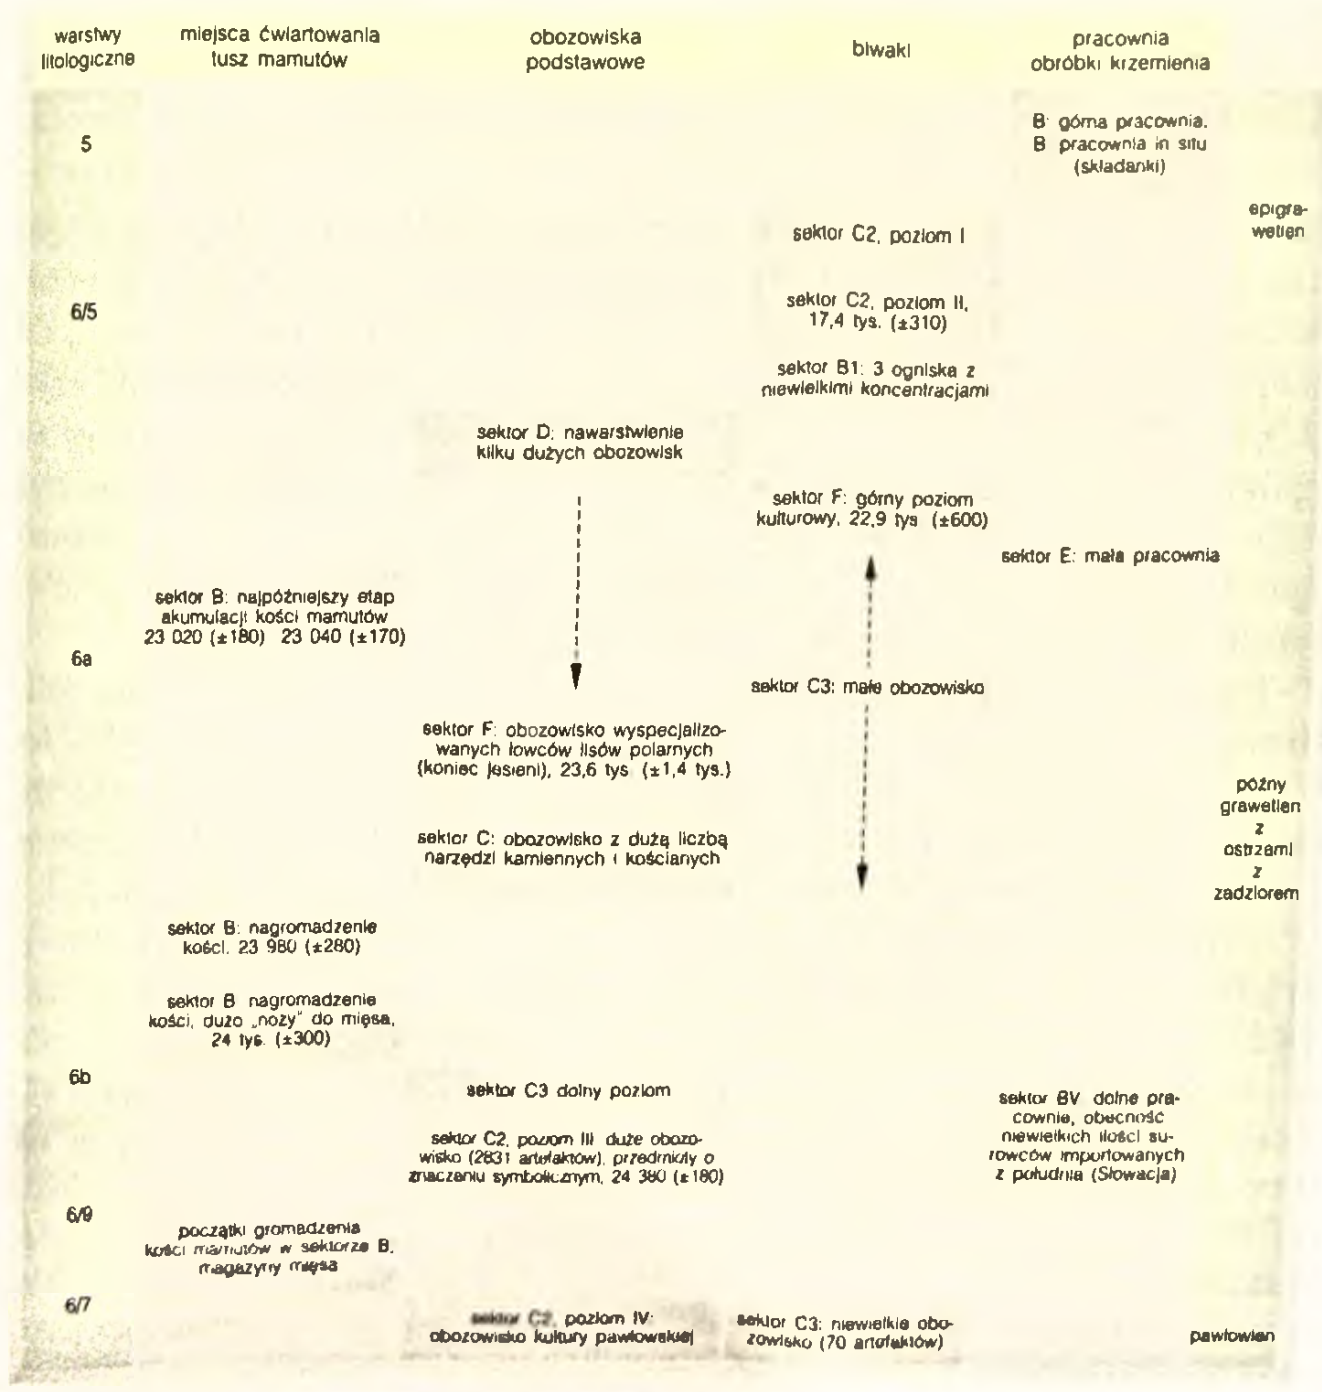 warstwy
litologiczne
miejsca ćwiartowania
tusz mamutów
obozowiska
podstawowe
biwaki
pracownia
obróbki krzemienia
5
B: górna pracownia,
B pracownia in situ
(składanki)
epigra-
wetien
sektor C2, poziom I
6/5
sektor C2, poziom II,
17,4 tys. (±310)
sektor B1: 3 ogniska z
niewielkimi koncentracjami
sektor D: nawarstwienie
kilku dużych obozowisk
sektor F: górny poziom
kulturowy, 22,9 tys (±600)
sektor E: mała pracownia
sektor B: najpóźniejszy etap
akumulacji kości mamutów
23 020 (±180) 23 040 (±170)
6a
sektor C3: małe obozowisko
sektor F: obozowisko wyspecjalizo-
wanych łowców lisów polarnych
(koniec jesieni), 23,6 tys (±1,4 tys.)
sektor C: obozowisko z dużą liczbą
narzędzi kamiennych i kościanych
późny
grawetien
z
ostrzami
z
zadziorem
sektor B: nagromadzenie
kości, 23 980 (±280)
sektor B nagromadzenie
kości, dużo „noży" do mięsa,
24 tys. (±300)
6b
sektor C3 dolny poziom
sektor C2, poziom III duże obozo-
wisko (2831 artefaktów), przedmioty o
znaczeniu symbolicznym, 24 380 (±180)
sektor BV dolne pra-
cownie, obecność
niewielkich ilości su-
rowców importowanych
z południa (Słowacja)
6/9
początki gromadzenia
kości mamutów w sektorze B,
magazyny mięsa
6/7
sektor C2, poziom IV:
obozowisko kultury pawłowskiej
sektor C3: niewielkie obo-
zowisko (70 artefaktów)
pawłowien